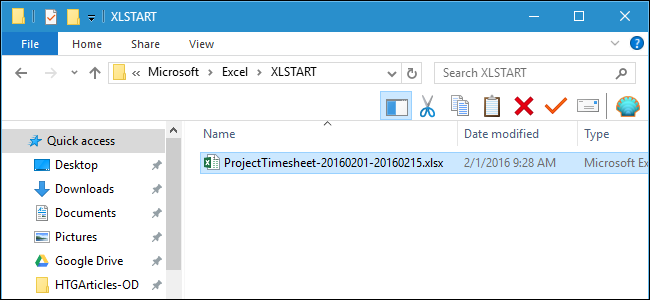 XLSTART
File Home Share View
« Microsoft > Excel > XLSTART Search XLSTART
Name Date modified Type
Quick access
ProjectTimesheet-20160201-20160215.xlsx 2/1/2016 9:28 AM Microsoft Ex
Desktop
Downloads
Documents
Pictures
Google Drive
HTGArticles-OD